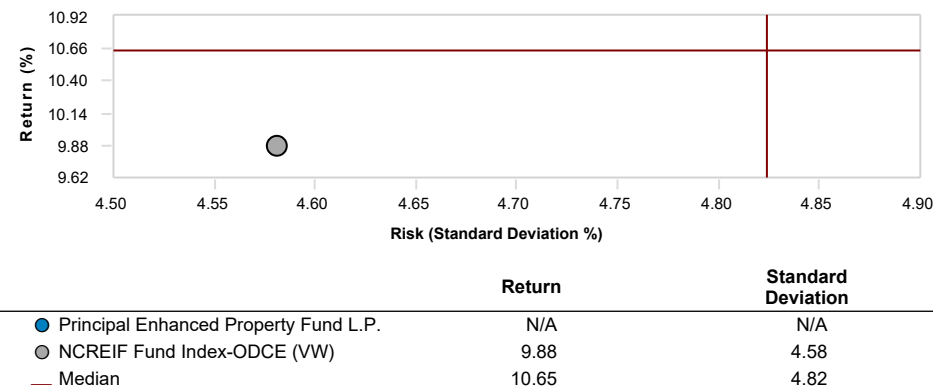 Return (%)
10.92
10.66
10.40
10.14
9.88
9.62
4.50 4.55 4.60 4.65 4.70 4.75 4.80 4.85 4.90
Risk (Standard Deviation %)
Return Standard
Deviation
Principal Enhanced Property Fund L.P. N/A N/A
NCREIF Fund Index-ODCE (VW) 9.88 4.58
Median 10.65 4.82